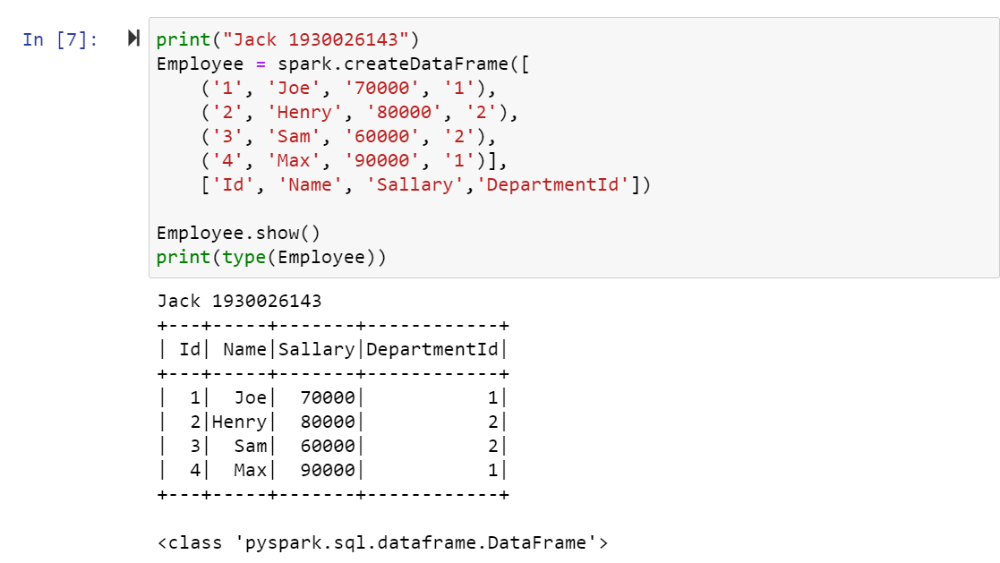 In [7]:
print("Jack 1930026143")
Employee = spark.createDataFrame([
    ('1', 'Joe', '70000', '1'),
    ('2', 'Henry', '80000', '2'),
    ('3', 'Sam', '60000', '2'),
    ('4', 'Max', '90000', '1')],
    ['Id', 'Name', 'Sallary','DepartmentId'])
Employee.show()
print(type(Employee))
Jack 1930026143
+---+-----+-------+------------+
| Id| Name|Sallary|DepartmentId|
+---+-----+-------+------------+
|  1|  Joe|  70000|           1|
|  2|Henry|  80000|           2|
|  3|  Sam|  60000|           2|
|  4|  Max|  90000|           1|
+---+-----+-------+------------+
<class 'pyspark.sql.dataframe.DataFrame'>